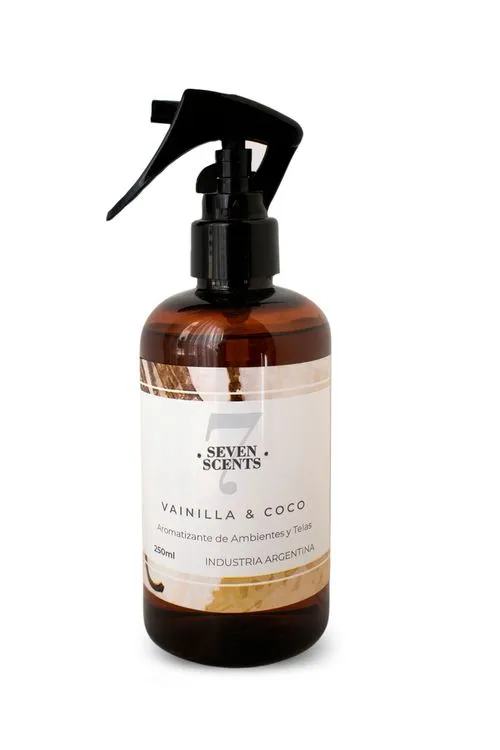 7
SEVEN
SCENTS
VAINILLA & COCO
Aromatizante de Ambientes y Telas
250ml INDUSTRIA ARGENTINA